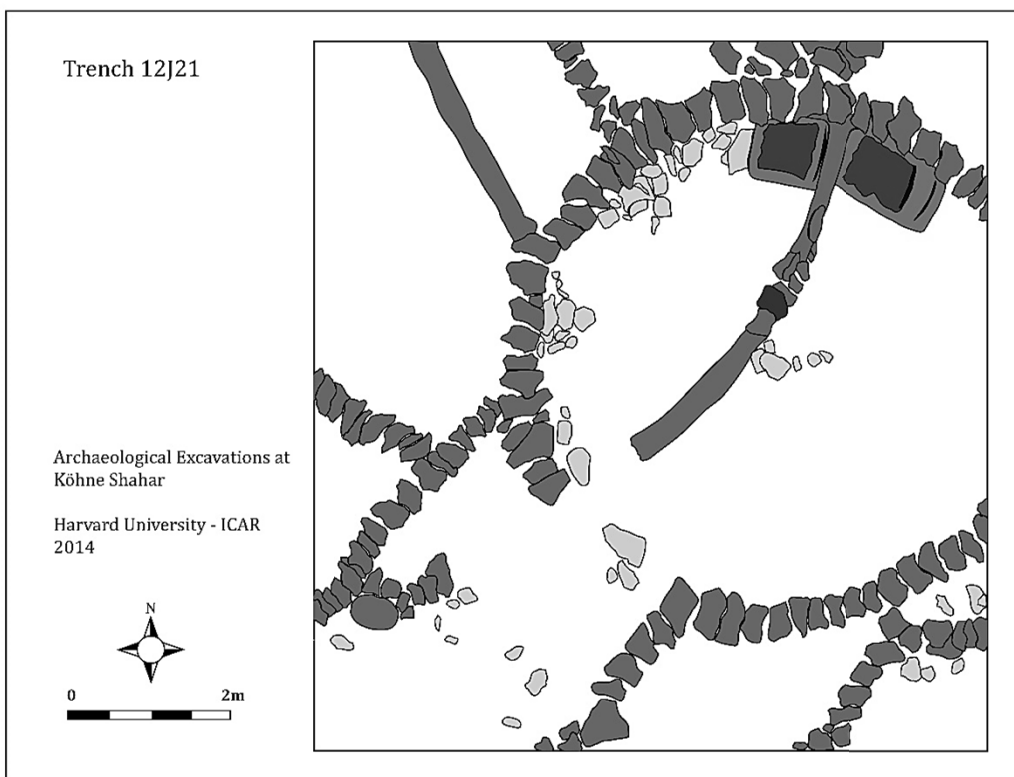 Trench 12J21
Archaeological Excavations at
Köhne Shahar
Harvard University - ICAR
2014
N
0 2m